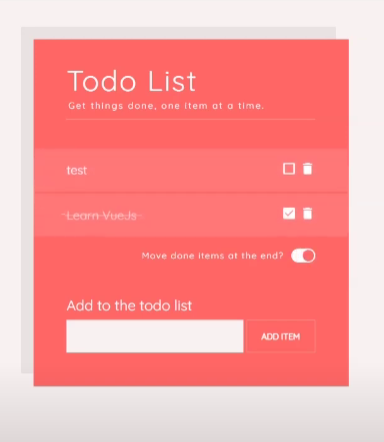 Todo List
Get things done, one item at a time.
test
Learn VueJs
Move done items at the end?
Add to the todo list
ADD ITEM